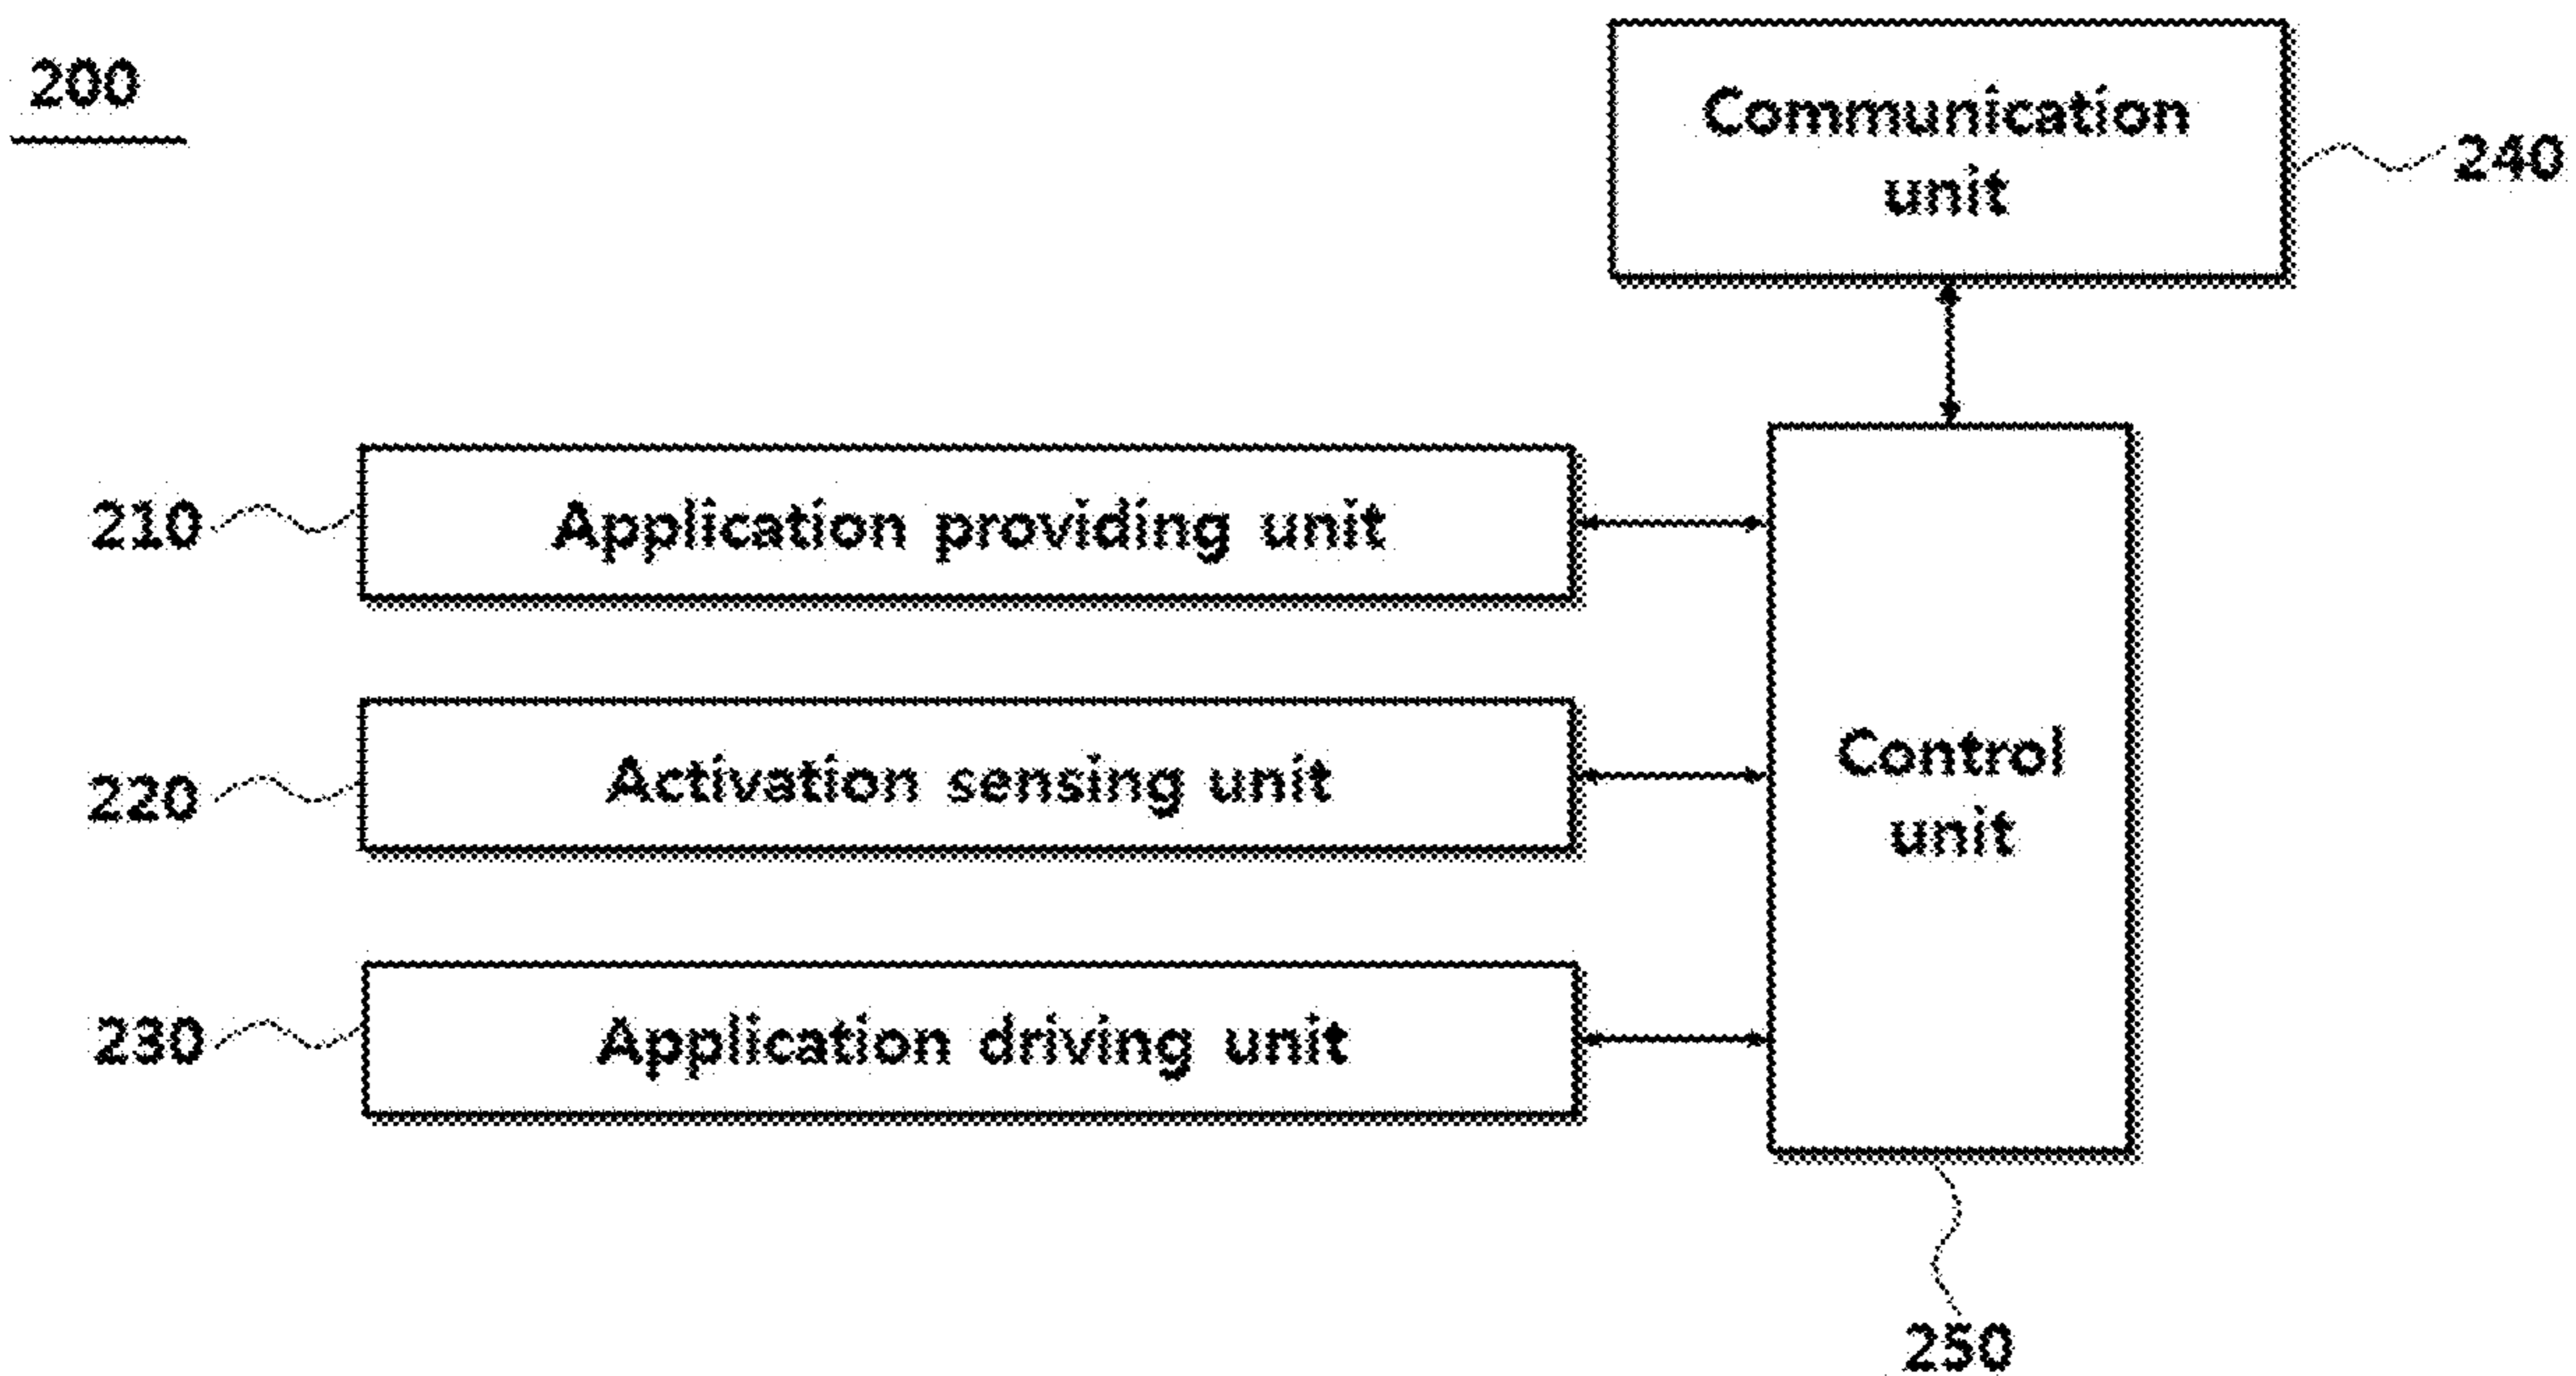 200
Communication
unit
240
210
Application providing unit
220
Activation sensing unit
Control
unit
230
Application driving unit
250